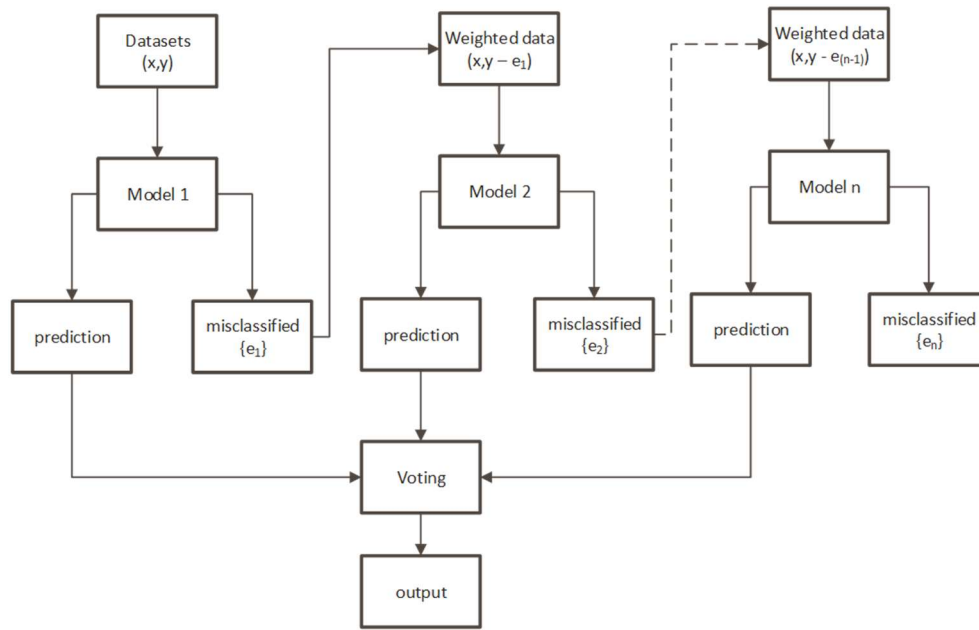 Datasets
(x,y)
Weighted data
(x,y – e₁)
Weighted data
(x,y - e₍ₙ₋₁₎)
Model 1
Model 2
Model n
prediction
misclassified
{e₁}
prediction
misclassified
{e₂}
prediction
misclassified
{eₙ}
Voting
output